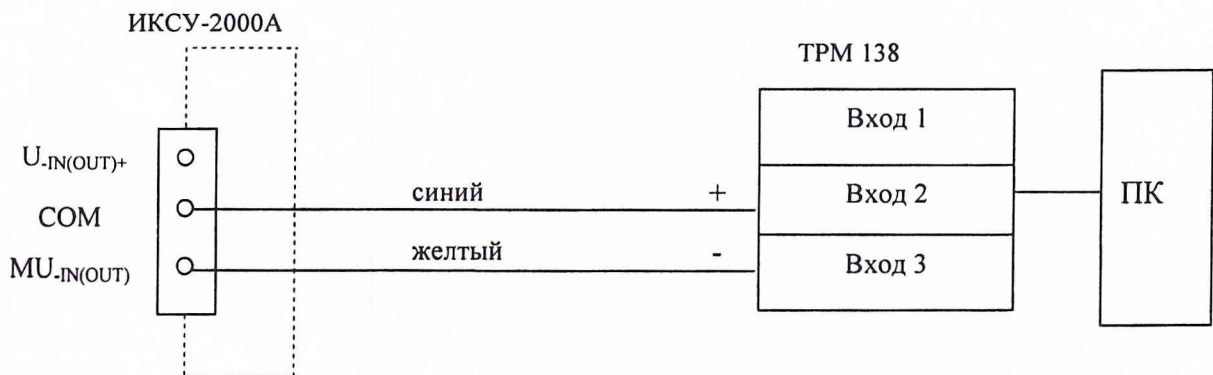 ИКСУ-2000А
ТРМ 138
Вход 1
U-IN(OUT)+
синий
+
Вход 2
ПК
COM
желтый
-
Вход 3
MU-IN(OUT)